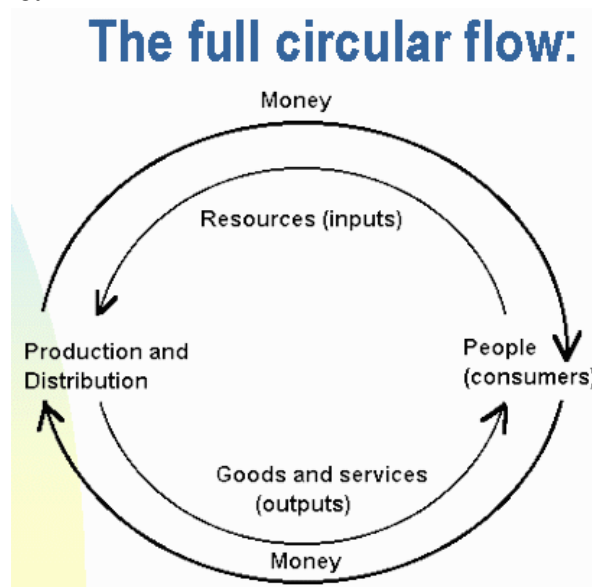 The full circular flow:
Money
Resources (inputs)
Production and
Distribution
People
(consumers)
Goods and services
(outputs)
Money